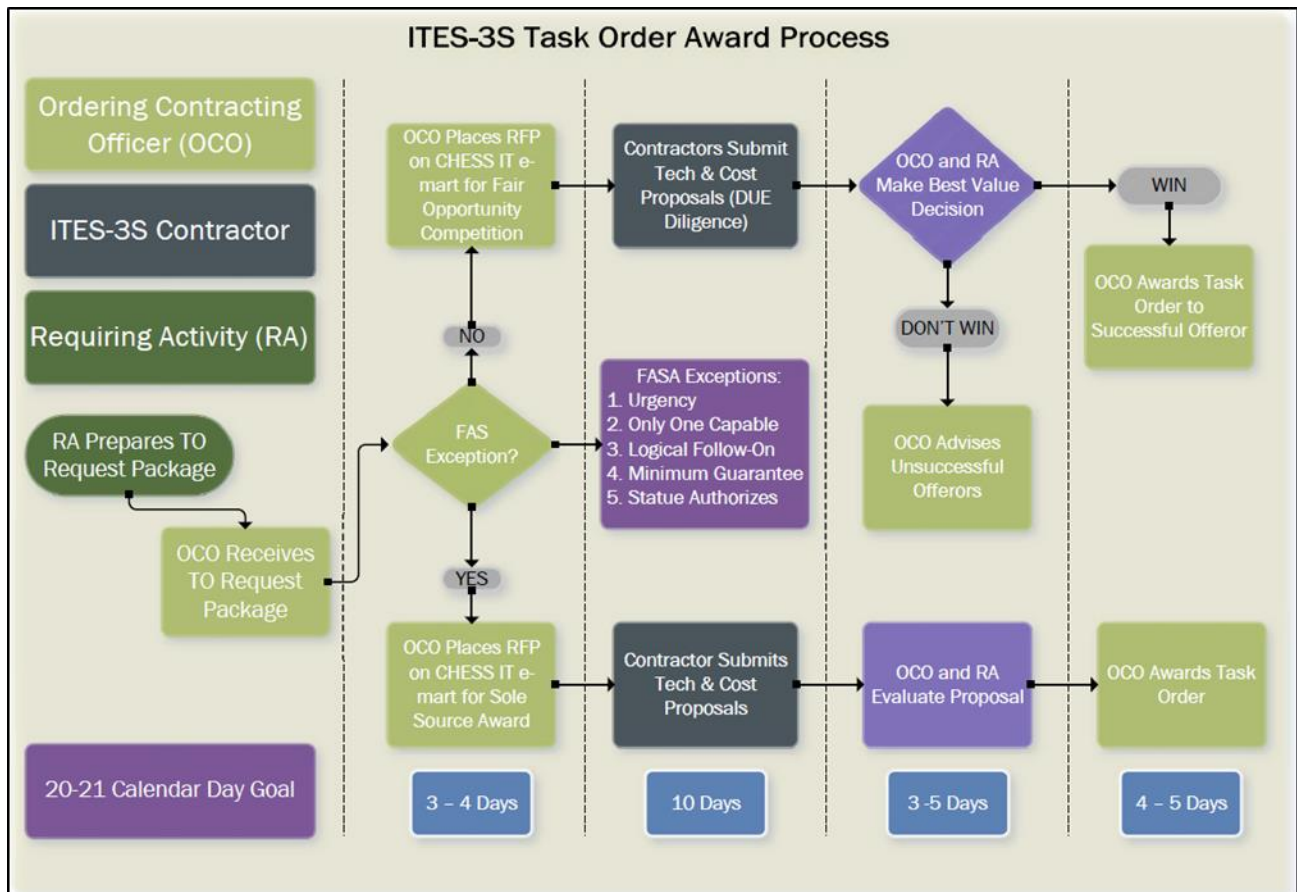 ITES-3S Task Order Award Process
Ordering Contracting
Officer (OCO)
ITES-3S Contractor
Requiring Activity (RA)
RA Prepares TO
Request Package
OCO Receives
TO Request
Package
OCO Places RFP
on CHESS IT e-
mart for Fair
Opportunity
Competition
NO
FAS
Exception?
YES
OCO Places RFP
on CHESS IT e-
mart for Sole
Source Award
Contractors Submit
Tech & Cost
Proposals (DUE
Diligence)
FASA Exceptions:
1. Urgency
2. Only One Capable
3. Logical Follow-On
4. Minimum Guarantee
5. Statue Authorizes
Contractor Submits
Tech & Cost
Proposals
OCO and RA
Make Best Value
Decision
DON'T WIN
OCO Advises
Unsuccessful
Offerors
OCO and RA
Evaluate Proposal
WIN
OCO Awards Task
Order to
Successful Offeror
OCO Awards Task
Order
20-21 Calendar Day Goal
3 – 4 Days
10 Days
3 -5 Days
4 – 5 Days